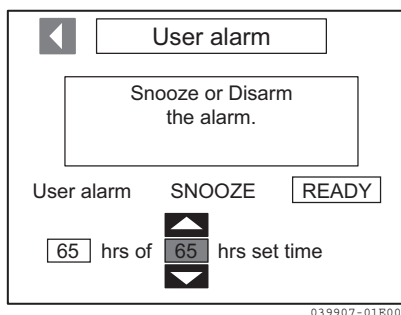 User alarm
Snooze or Disarm
the alarm.
User alarm SNOOZE READY
65 hrs of 65 hrs set time
039907-01E00